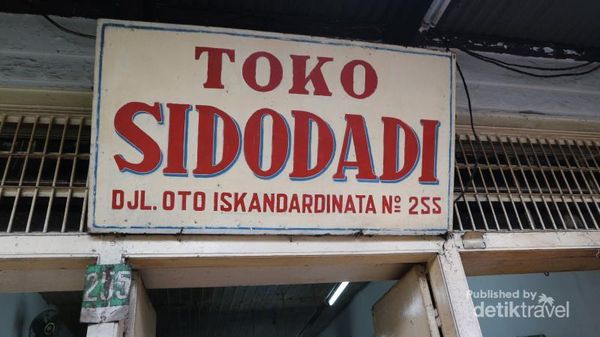 TOKO
SIDODADI
DJL. OTO ISKANDARDINATA Nº 255
255
Published by
detiktravel